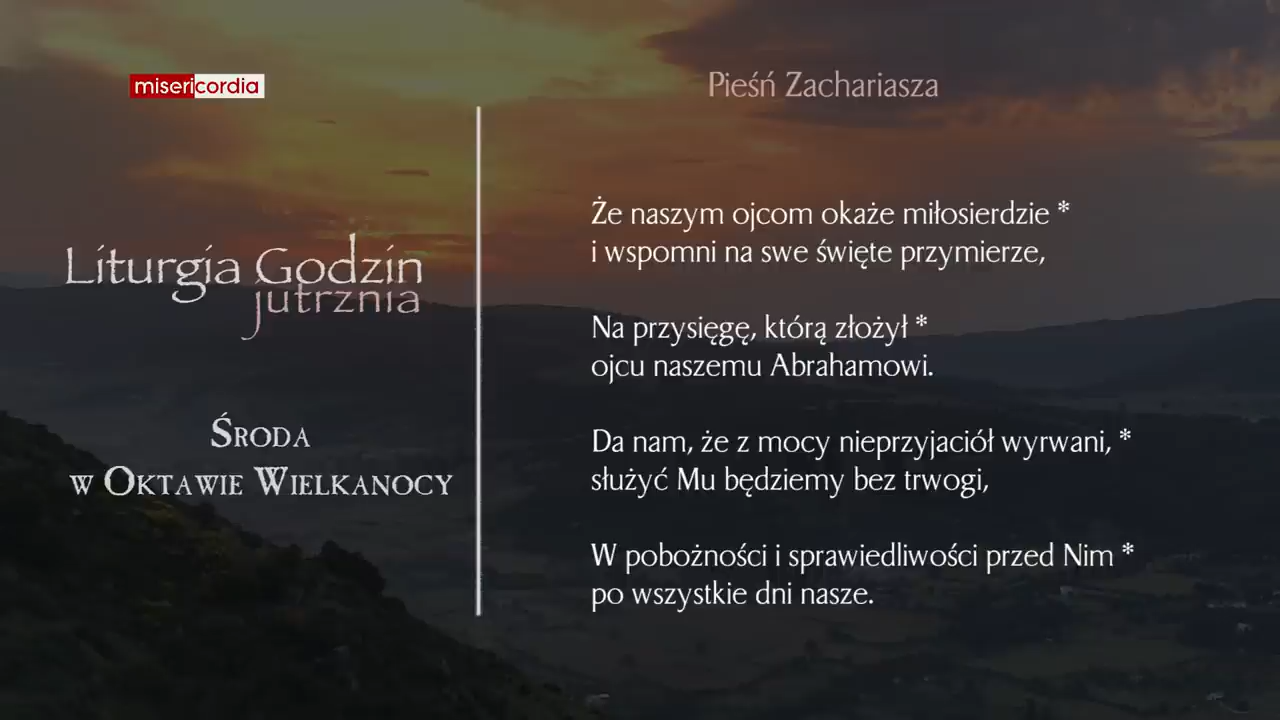 misericordia
Liturgia Godzin
jutrznia
Środa
w Oktawie Wielkanocy
Pieśń Zachariasza
Że naszym ojcom okaże miłosierdzie *
i wspomni na swe święte przymierze,
Na przysięgę, którą złożył *
ojcu naszemu Abrahamowi.
Da nam, że z mocy nieprzyjaciół wyrwani, *
służyć Mu będziemy bez trwogi,
W pobożności i sprawiedliwości przed Nim *
po wszystkie dni nasze.